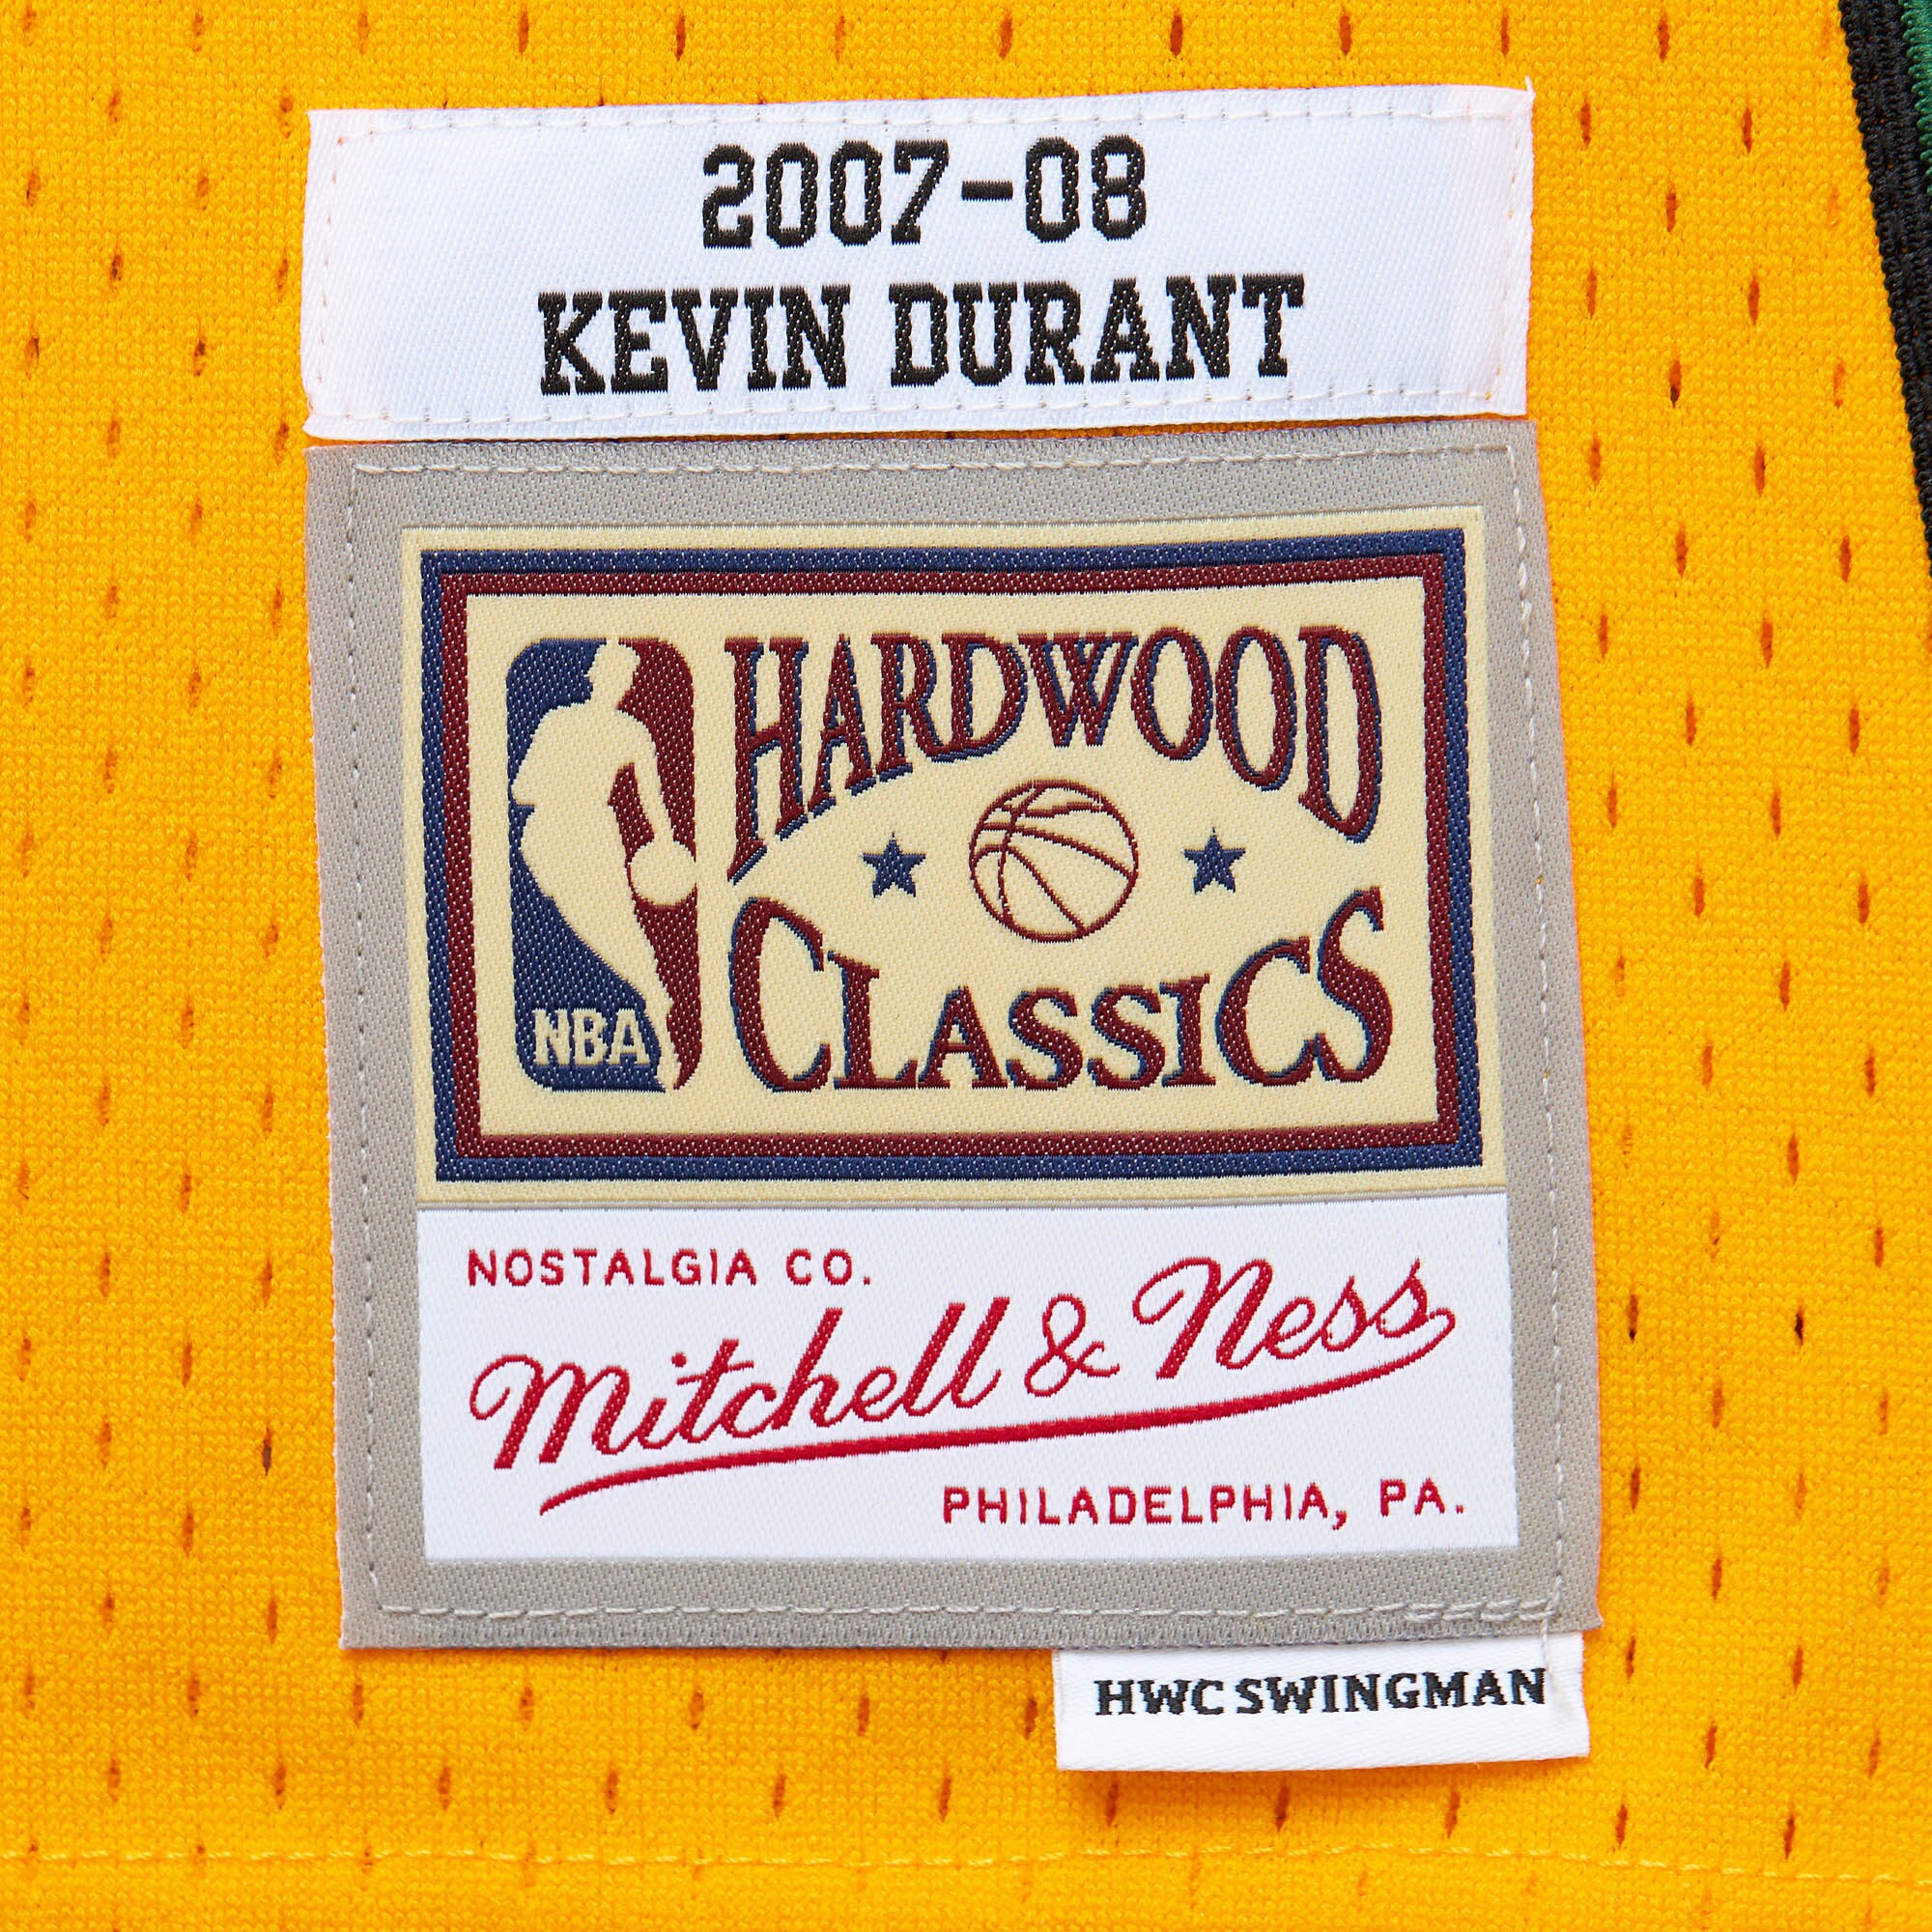 2007-08
KEVIN DURANT
HARDWOOD
CLASSICS
NBA
NOSTALGIA CO.
Mitchell & Ness
PHILADELPHIA, PA.
HWC SWINGMAN